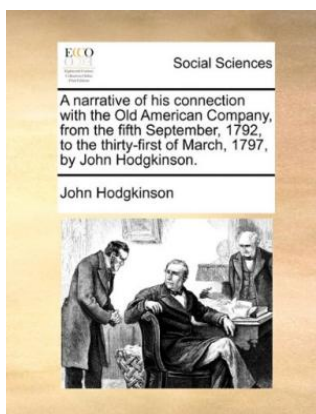 ECCO
Social Sciences
A narrative of his connection
with the Old American Company,
from the fifth September, 1792,
to the thirty-first of March, 1797,
by John Hodgkinson.
John Hodgkinson